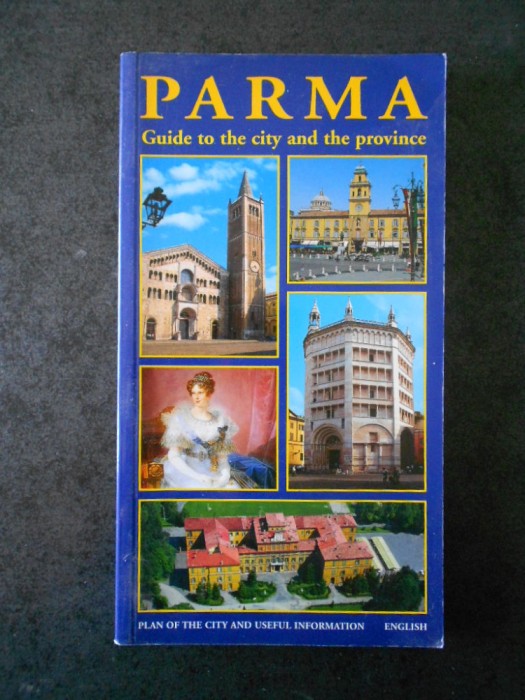 PARMA
Guide to the city and the province
PLAN OF THE CITY AND USEFUL INFORMATION ENGLISH